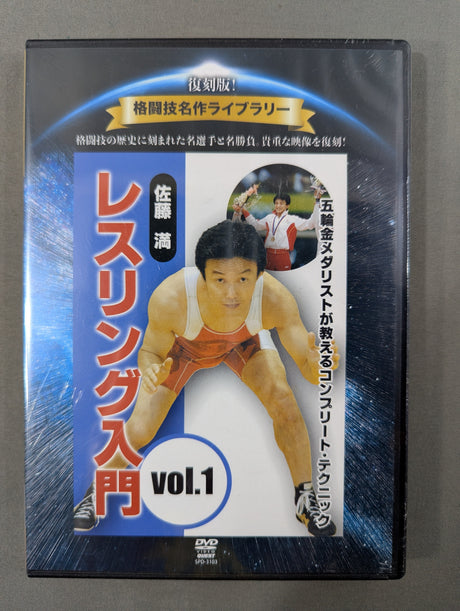 復刻版!
格闘技名作ライブラリー
格闘技の歴史に刻まれた名選手と名勝負。貴重な映像を復刻!
五輪金メダリストが教えるコンプリート・テクニック
佐藤 満
レスリング入門
vol.1
DVD
VIDEO
QUEST
SPD-3103